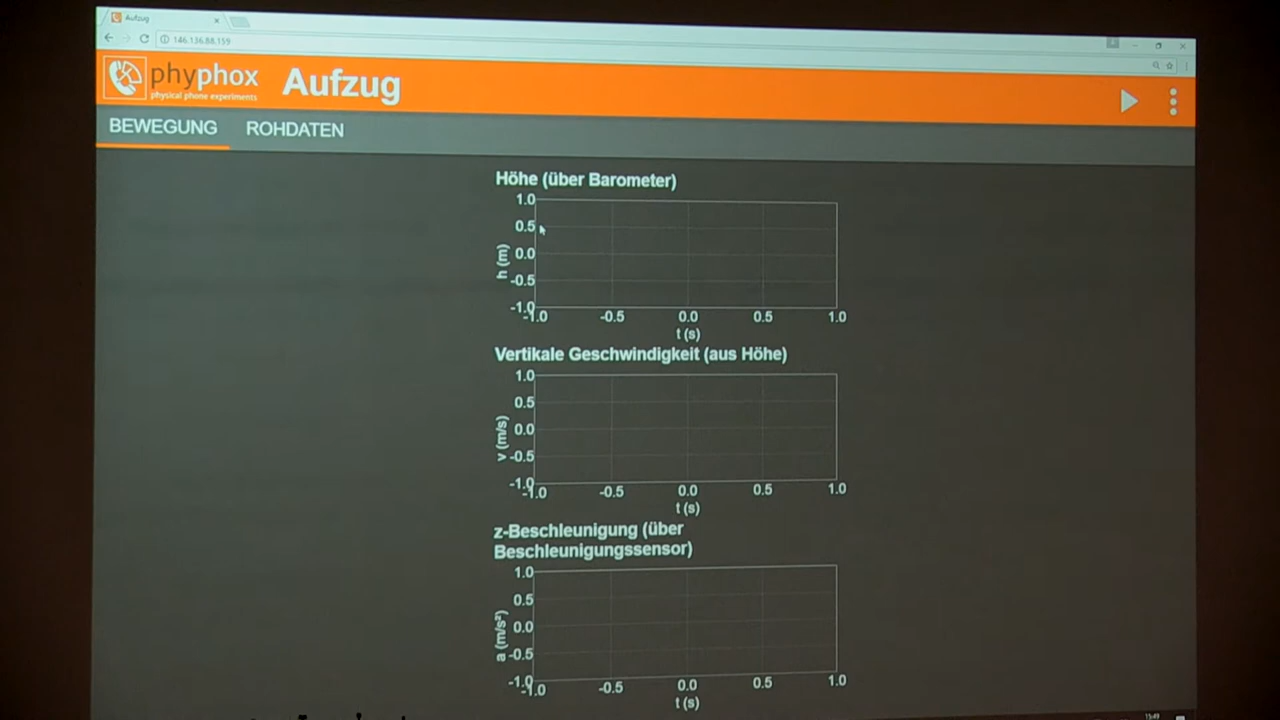 Aufzug
146.136.88.159
phyphox
physical phone experiments
Aufzug
BEWEGUNG ROHDATEN
Höhe (über Barometer)
1.0
0.5
0.0
-0.5
-1.0
h (m)
-1.0 -0.5 0.0 0.5 1.0
t (s)
Vertikale Geschwindigkeit (aus Höhe)
1.0
0.5
0.0
-0.5
-1.0
v (m/s)
-1.0 -0.5 0.0 0.5 1.0
t (s)
z-Beschleunigung (über
Beschleunigungssensor)
1.0
0.5
0.0
-0.5
-1.0
a (m/s²)
-1.0 -0.5 0.0 0.5 1.0
t (s)